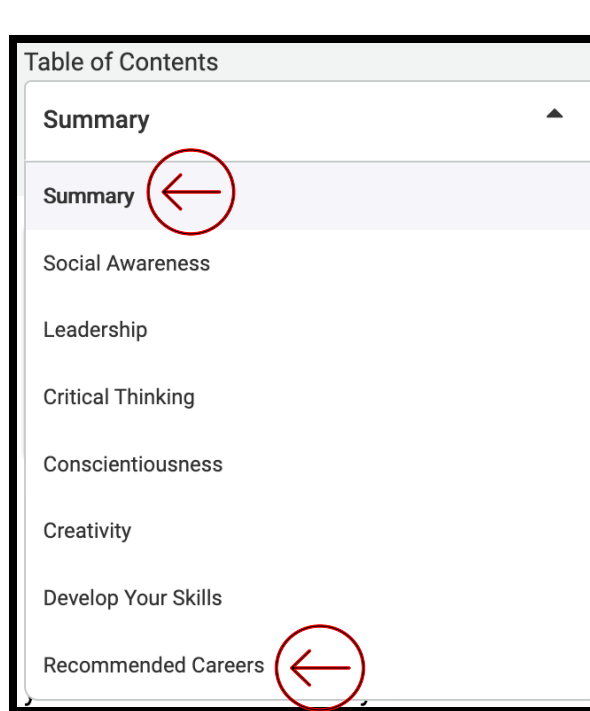 Table of Contents
Summary
Summary
Social Awareness
Leadership
Critical Thinking
Conscientiousness
Creativity
Develop Your Skills
Recommended Careers